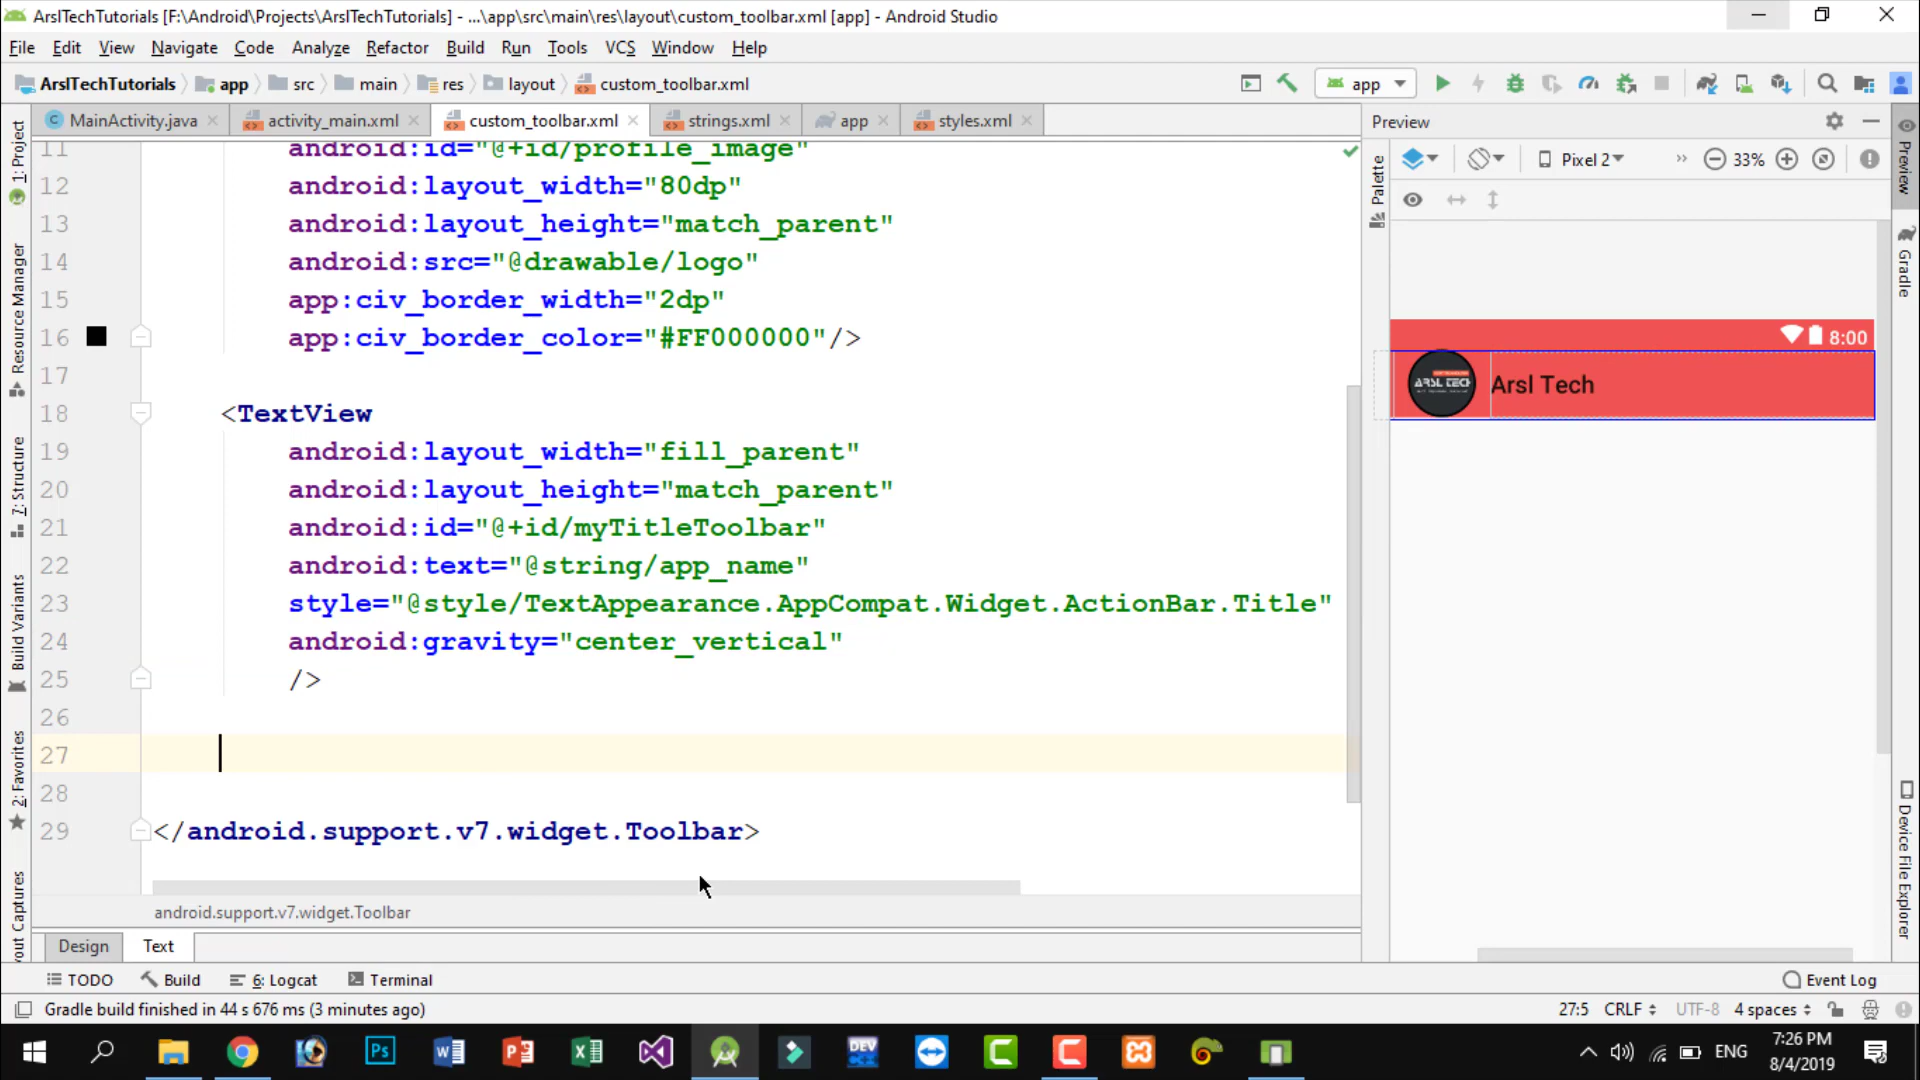 ArslTechTutorials [F:\Android\Projects\ArslTechTutorials] - ...\app\src\main\res\layout\custom_toolbar.xml [app] - Android Studio
File Edit View Navigate Code Analyze Refactor Build Run Tools VCS Window Help
ArslTechTutorials app src main res layout custom_toolbar.xml app
MainActivity.java activity_main.xml custom_toolbar.xml strings.xml app styles.xml Preview
11 android:id="@+id/profile_image"
12 android:layout_width="80dp"
13 android:layout_height="match_parent"
14 android:src="@drawable/logo"
15 app:civ_border_width="2dp"
16 app:civ_border_color="#FF000000"/>
17
18 <TextView
19 android:layout_width="fill_parent"
20 android:layout_height="match_parent"
21 android:id="@+id/myTitleToolbar"
22 android:text="@string/app_name"
23 style="@style/TextAppearance.AppCompat.Widget.ActionBar.Title"
24 android:gravity="center_vertical"
25 />
26
27
28
29 </android.support.v7.widget.Toolbar>
android.support.v7.widget.Toolbar
Design Text
TODO Build 6: Logcat Terminal Event Log
Gradle build finished in 44 s 676 ms (3 minutes ago) 27:5 CRLF UTF-8 4 spaces
1: Project
Resource Manager
7: Structure
Build Variants
2: Favorites
out Captures
Palette
Pixel 2 33%
8:00
ARSL TECH
Arsl Tech
Preview
Gradle
Device File Explorer
Ps
DEV
ENG
7:26 PM
8/4/2019